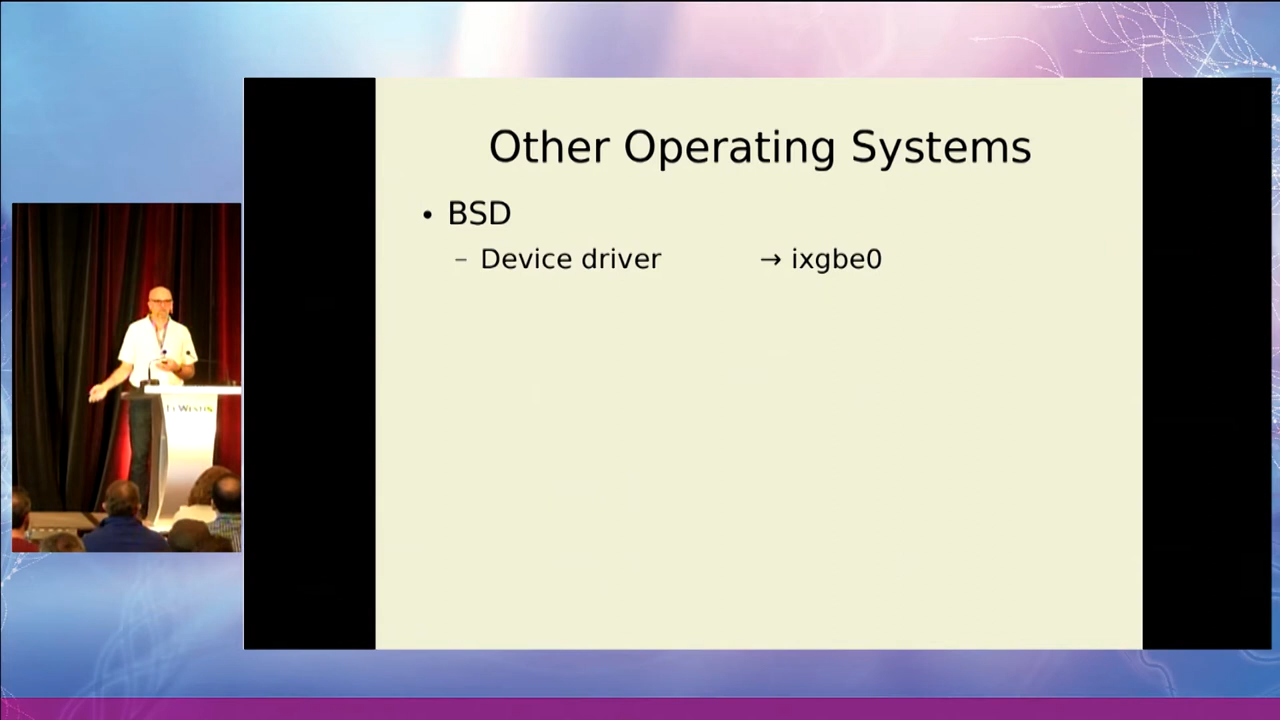 Other Operating Systems
• BSD
– Device driver → ixgbe0